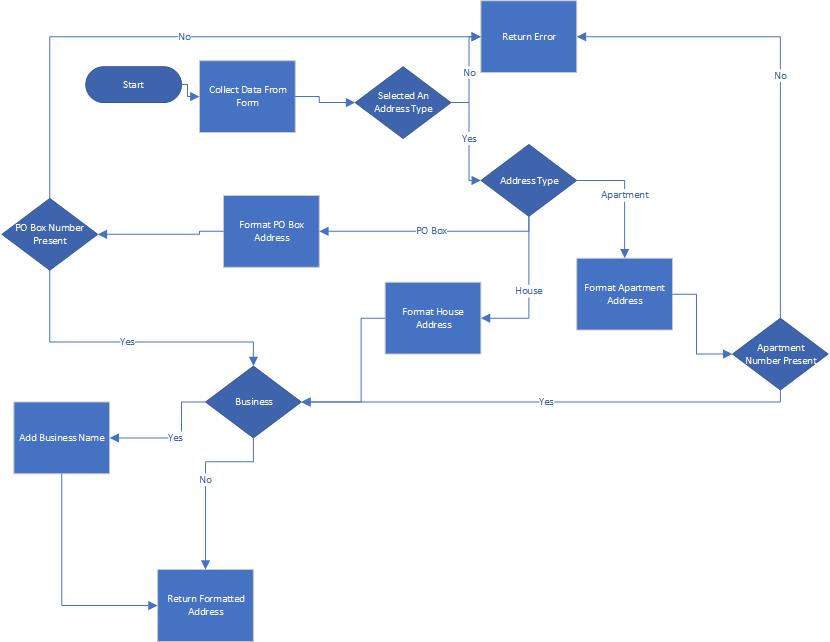 Return Error
No
Start
Collect Data From
Form
Selected An
Address Type
No
No
Yes
Address Type
Apartment
PO Box Number
Present
Format PO Box
Address
PO Box
House
Format Apartment
Address
Format House
Address
Yes
Apartment
Number Present
Business
Yes
Add Business Name
Yes
No
Return Formatted
Address